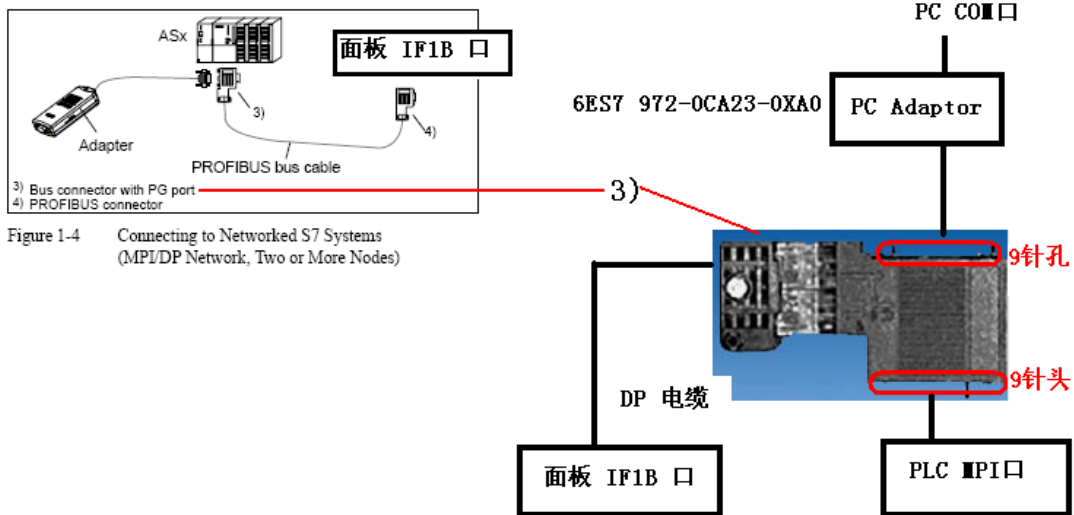 ASx
面板 IF1B 口
3)
4)
Adapter
PROFIBUS bus cable
3) Bus connector with PG port
4) PROFIBUS connector
Figure 1-4 Connecting to Networked S7 Systems
(MPI/DP Network, Two or More Nodes)
PC COM口
6ES7 972-0CA23-0XA0
PC Adaptor
3)
9针孔
9针头
DP 电缆
面板 IF1B 口
PLC MPI口